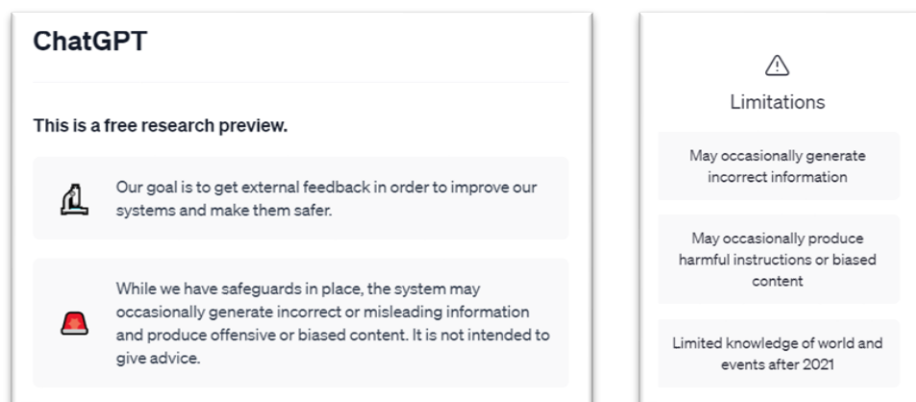 ChatGPT
This is a free research preview.
Our goal is to get external feedback in order to improve our
systems and make them safer.
While we have safeguards in place, the system may
occasionally generate incorrect or misleading information
and produce offensive or biased content. It is not intended to
give advice.
Limitations
May occasionally generate
incorrect information
May occasionally produce
harmful instructions or biased
content
Limited knowledge of world and
events after 2021